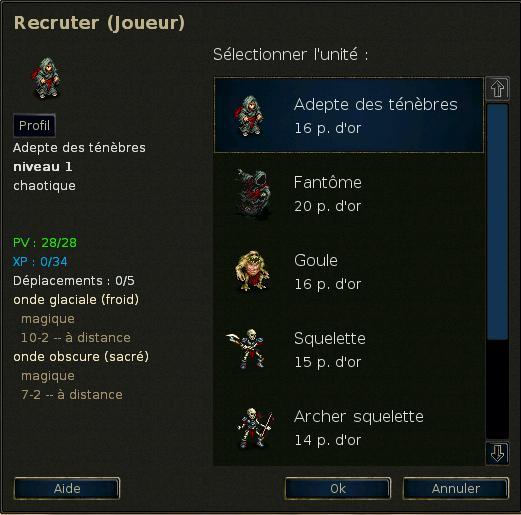 Recruter (Joueur)
Profil
Adepte des ténèbres
niveau 1
chaotique
PV : 28/28
XP : 0/34
Déplacements : 0/5
onde glaciale (froid)
magique
10-2 -- à distance
onde obscure (sacré)
magique
7-2 -- à distance
Sélectionner l'unité :
Adepte des ténèbres
16 p. d'or
Fantôme
20 p. d'or
Goule
16 p. d'or
Squelette
15 p. d'or
Archer squelette
14 p. d'or
Aide
Ok
Annuler